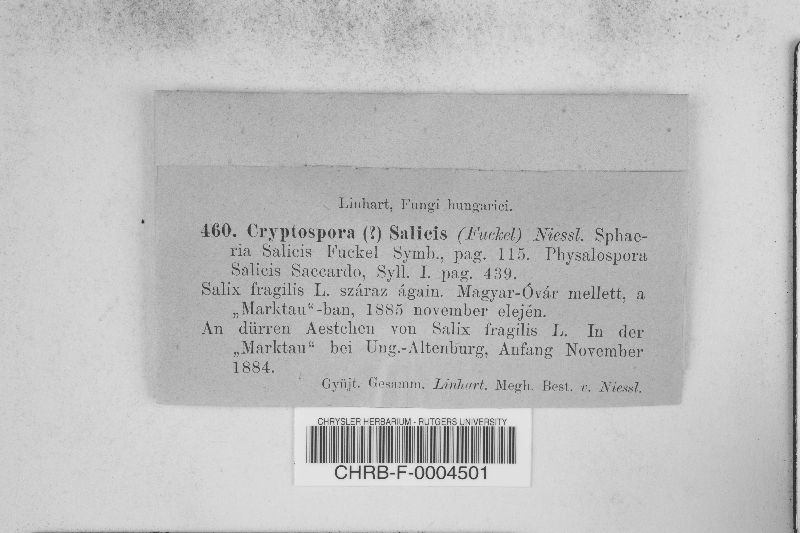 Linhart, Fungi hungarici.
460. Cryptospora (?) Salicis (Fuckel) Niessl. Sphae-
ria Salicis Fuckel Symb., pag. 115. Physalospora
Salicis Saccardo, Syll. I. pag. 439.
Salix fragilis L. száraz ágain. Magyar-Óvár mellett, a
„Marktau“-ban, 1885 november elején.
An dürren Aestchen von Salix fragilis L. In der
„Marktau“ bei Ung.-Altenburg, Anfang November
1884.
Gyűjt. Gesamm. Linhart. Megh. Best. v. Niessl.
CHRYSLER HERBARIUM - RUTGERS UNIVERSITY
CHRB-F-0004501